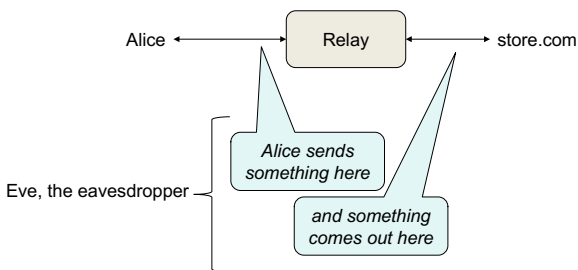 Alice
Relay
store.com
Alice sends
something here
Eve, the eavesdropper
and something
comes out here